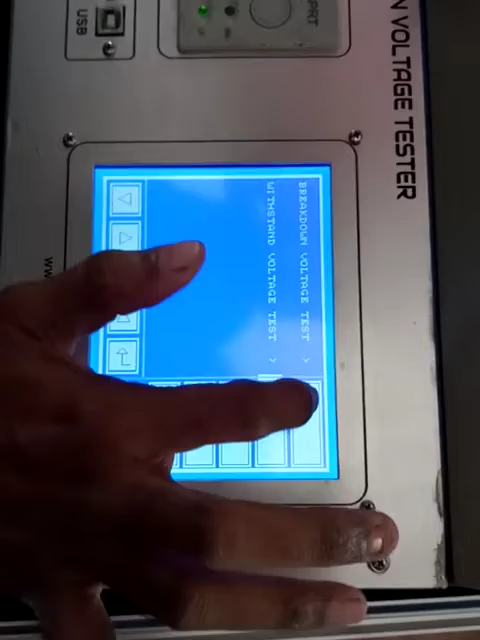 N VOLTAGE TESTER
USB
BREAKDOWN VOLTAGE TEST >
WITHSTAND VOLTAGE TEST >